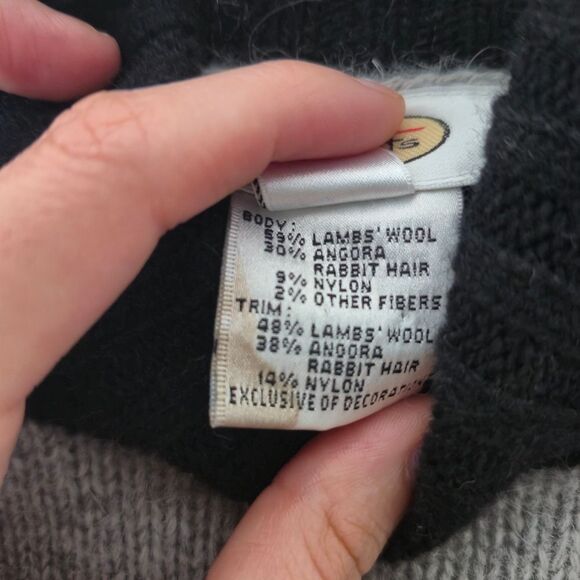 TS
BODY:
59% LAMBS' WOOL
30% ANGORA
RABBIT HAIR
9% NYLON
2% OTHER FIBERS
TRIM:
48% LAMBS' WOOL
38% ANGORA
RABBIT HAIR
14% NYLON
EXCLUSIVE OF